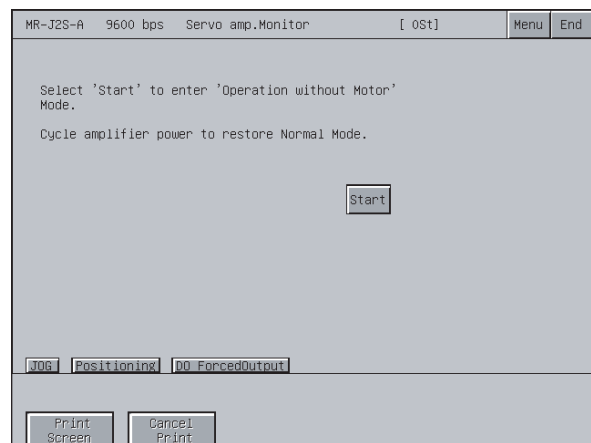 MR-J2S-A 9600 bps Servo amp.Monitor [ 0St] Menu End
Select 'Start' to enter 'Operation without Motor'
Mode.
Cycle amplifier power to restore Normal Mode.
Start
JOG Positioning DO ForcedOutput
Print Cancel
Screen Print